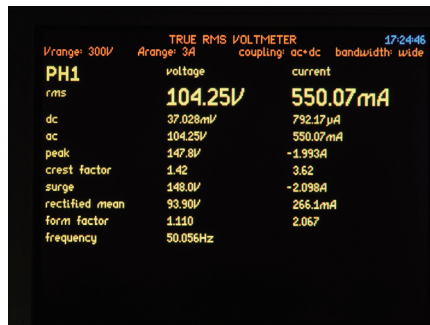 TRUE RMS VOLTMETER 17:24:46
Vrange: 300V Arange: 3A coupling: ac+dc bandwidth: wide
PH1 voltage current
rms 104.25V 550.07mA
dc 37.028mV 792.17µA
ac 104.25V 550.07mA
peak 147.8V -1.993A
crest factor 1.42 3.62
surge 148.0V -2.098A
rectified mean 93.90V 266.1mA
form factor 1.110 2.067
frequency 50.056Hz